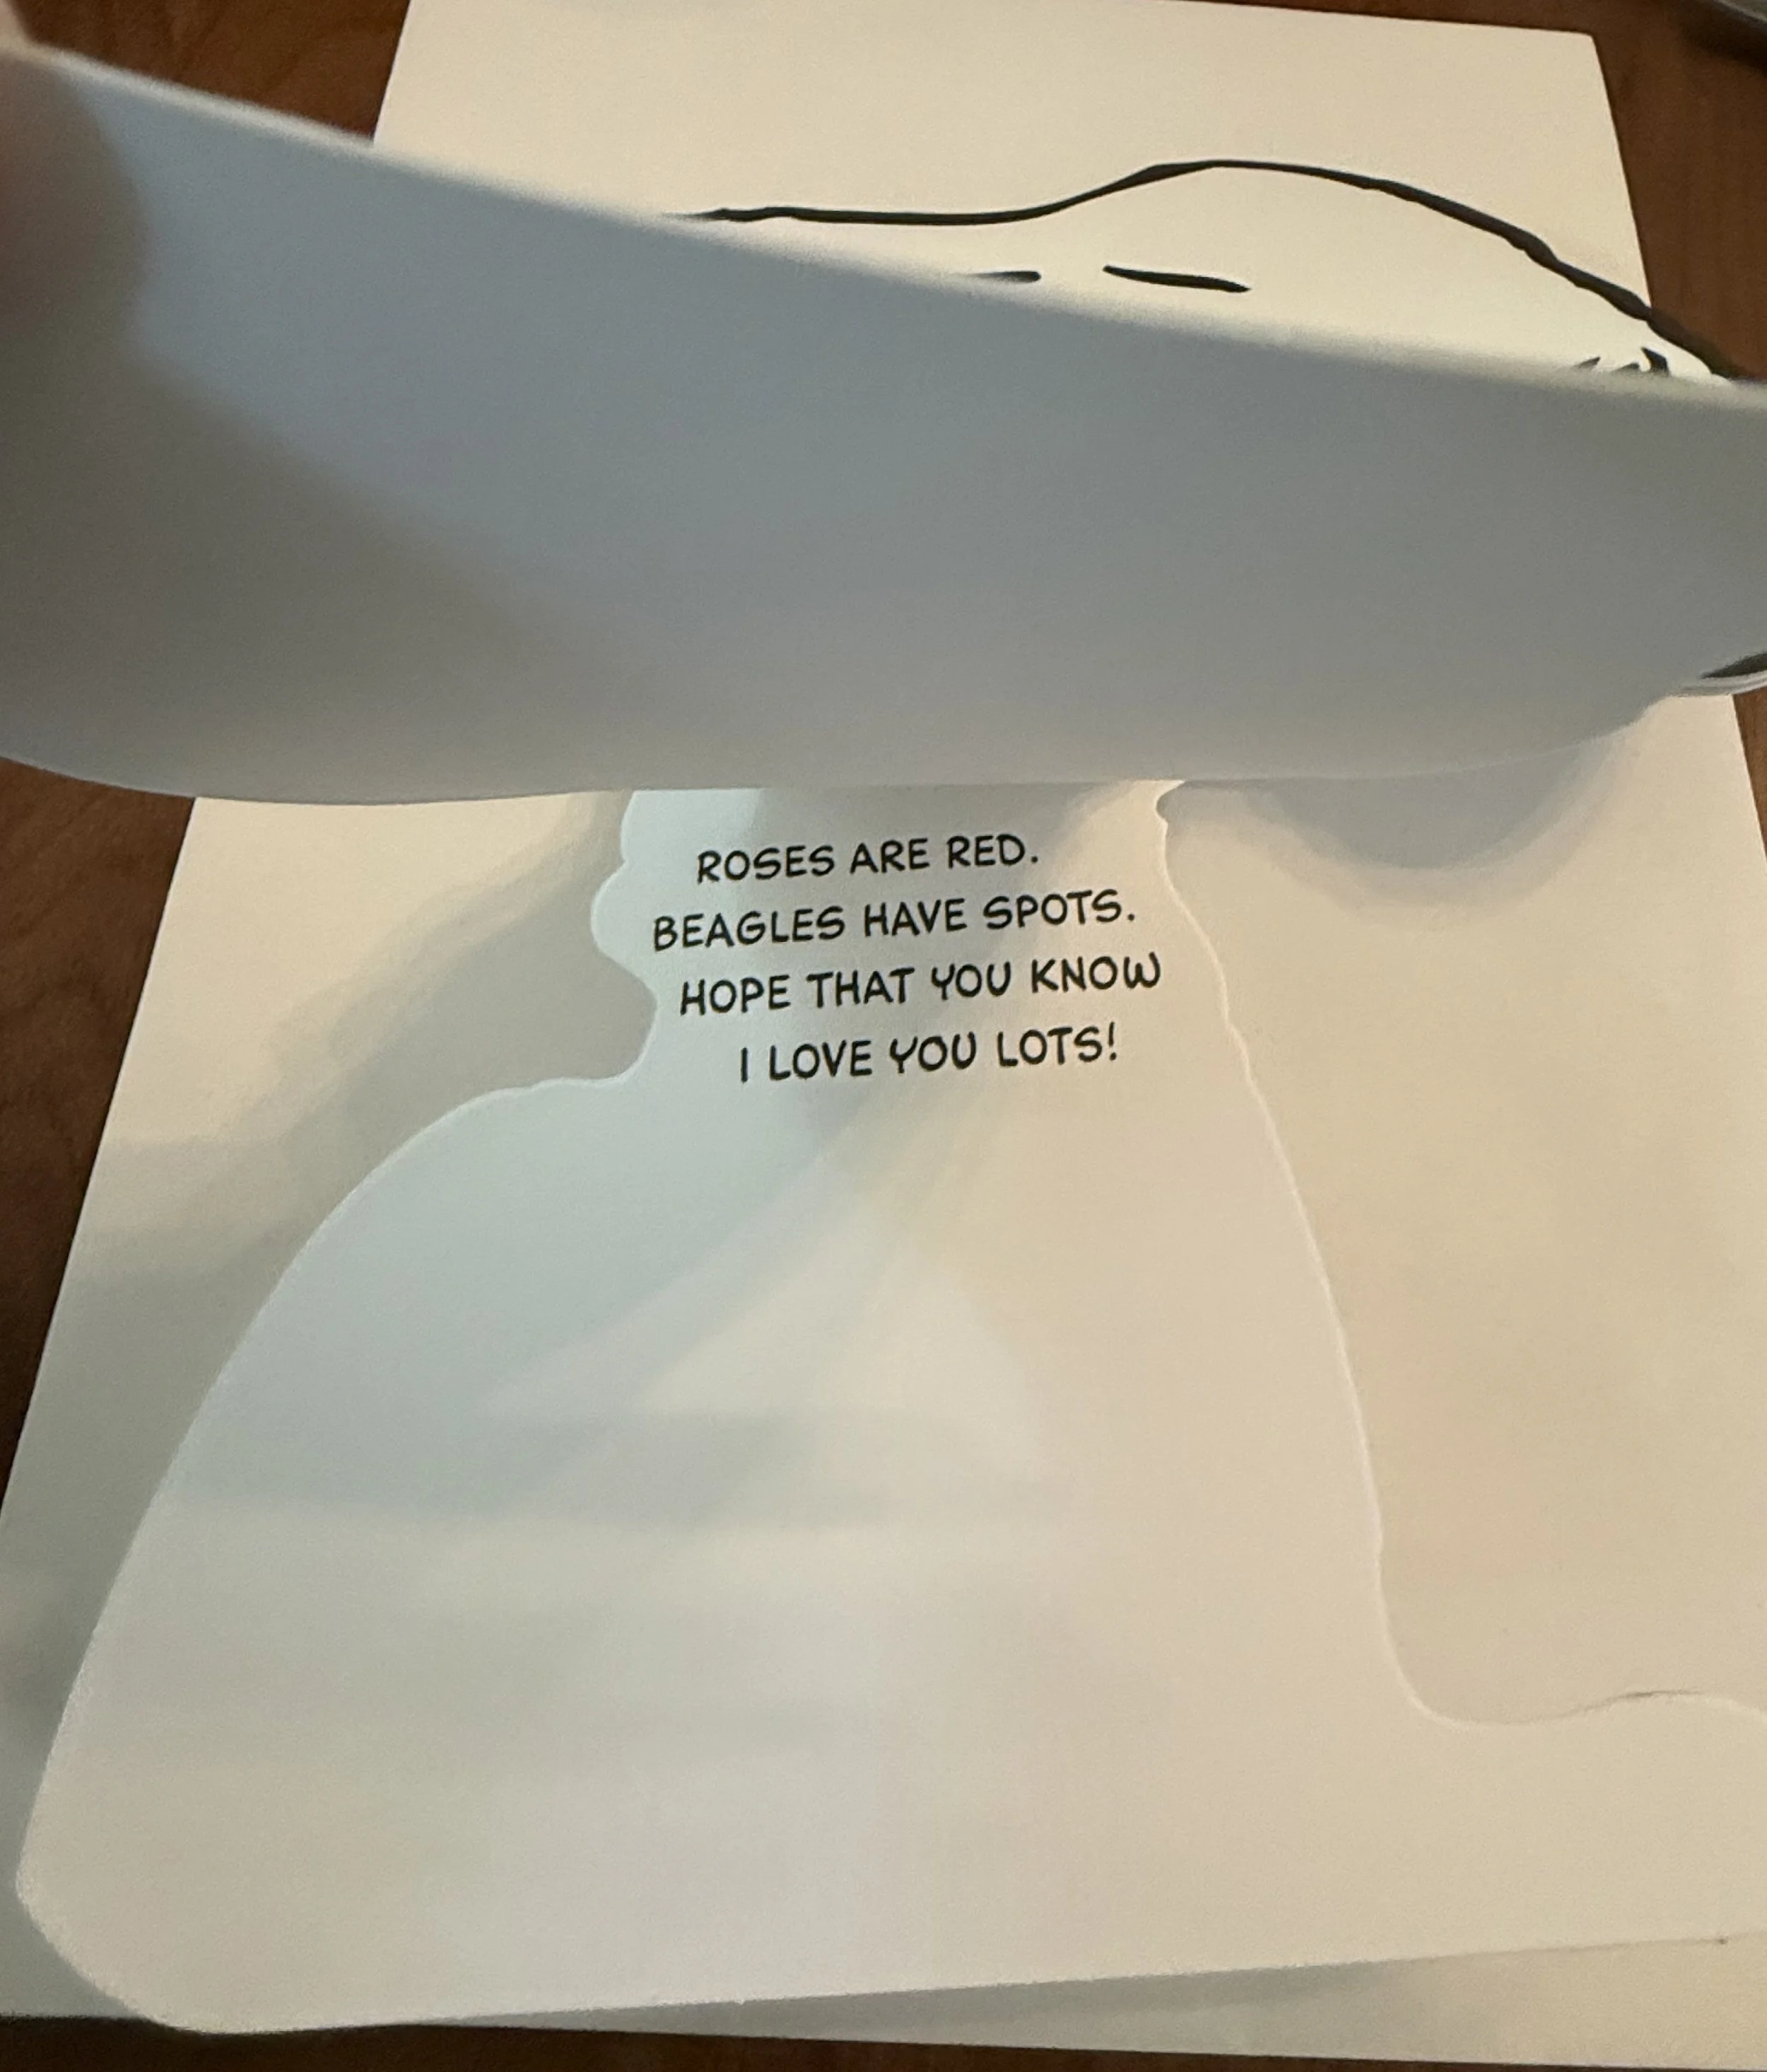 ROSES ARE RED.
BEAGLES HAVE SPOTS.
HOPE THAT YOU KNOW
I LOVE YOU LOTS!